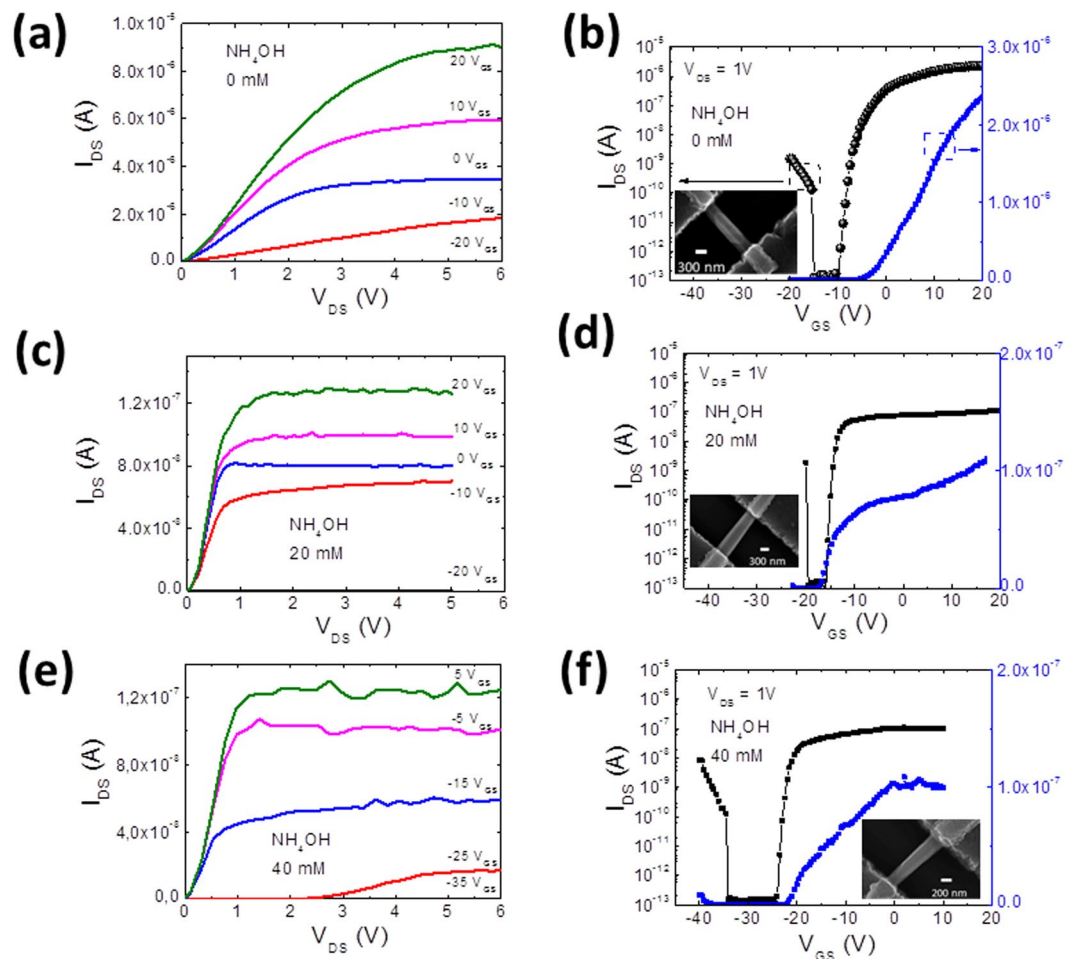 (a)
1.0x10⁻⁵
8.0x10⁻⁶
6.0x10⁻⁶
4.0x10⁻⁶
2.0x10⁻⁶
0.0
I_DS (A)
NH₄OH
0 mM
20 V_GS
10 V_GS
0 V_GS
-10 V_GS
-20 V_GS
0 1 2 3 4 5 6
V_DS (V)
(b)
10⁻⁵
10⁻⁶
10⁻⁷
10⁻⁸
10⁻⁹
10⁻¹⁰
10⁻¹¹
10⁻¹²
10⁻¹³
I_DS (A)
V_DS = 1V
NH₄OH
0 mM
300 nm
3.0x10⁻⁶
2.0x10⁻⁶
1.0x10⁻⁶
0.0
-40 -30 -20 -10 0 10 20
V_GS (V)
(c)
1.2x10⁻⁷
8.0x10⁻⁸
4.0x10⁻⁸
0.0
I_DS (A)
20 V_GS
10 V_GS
0 V_GS
-10 V_GS
NH₄OH
20 mM
-20 V_GS
0 1 2 3 4 5 6
V_DS (V)
(d)
10⁻⁵
10⁻⁶
10⁻⁷
10⁻⁸
10⁻⁹
10⁻¹⁰
10⁻¹¹
10⁻¹²
10⁻¹³
I_DS (A)
V_DS = 1V
NH₄OH
20 mM
300 nm
2.0x10⁻⁷
1.0x10⁻⁷
0.0
-40 -30 -20 -10 0 10 20
V_GS (V)
(e)
1,2x10⁻⁷
8,0x10⁻⁸
4,0x10⁻⁸
0,0
I_DS (A)
5 V_GS
-5 V_GS
-15 V_GS
NH₄OH
40 mM
-25 V_GS
-35 V_GS
0 1 2 3 4 5 6
V_DS (V)
(f)
10⁻⁵
10⁻⁶
10⁻⁷
10⁻⁸
10⁻⁹
10⁻¹⁰
10⁻¹¹
10⁻¹²
10⁻¹³
I_DS (A)
V_DS = 1V
NH₄OH
40 mM
200 nm
2.0x10⁻⁷
1.0x10⁻⁷
0.0
-40 -30 -20 -10 0 10 20
V_GS (V)